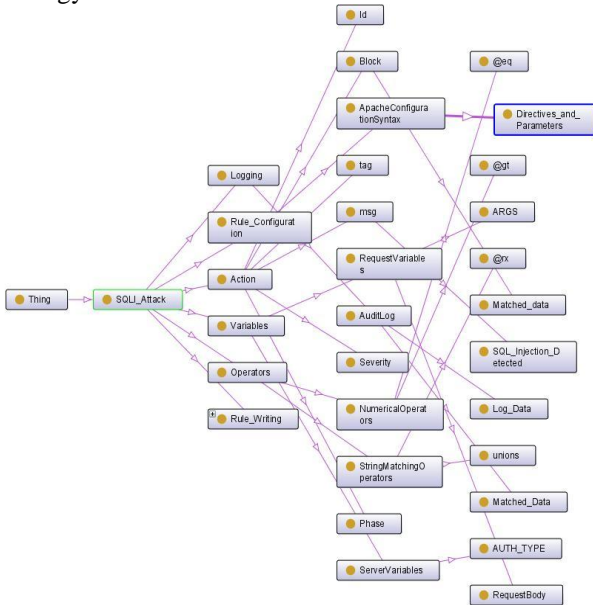 Id
Block
@eq
ApacheConfigura
tionSyntax
Directives_and_
Parameters
tag
@gt
Logging
msg
ARGS
Rule_Configurat
ion
RequestVariable
s
@rx
Action
Thing
SQLI_Attack
Matched_data
Variables
AuditLog
SQL_Injection_D
etected
Operators
Severity
Rule_Writing
NumericalOperat
ors
Log_Data
unions
StringMatchingO
perators
Matched_Data
Phase
AUTH_TYPE
ServerVariables
RequestBody